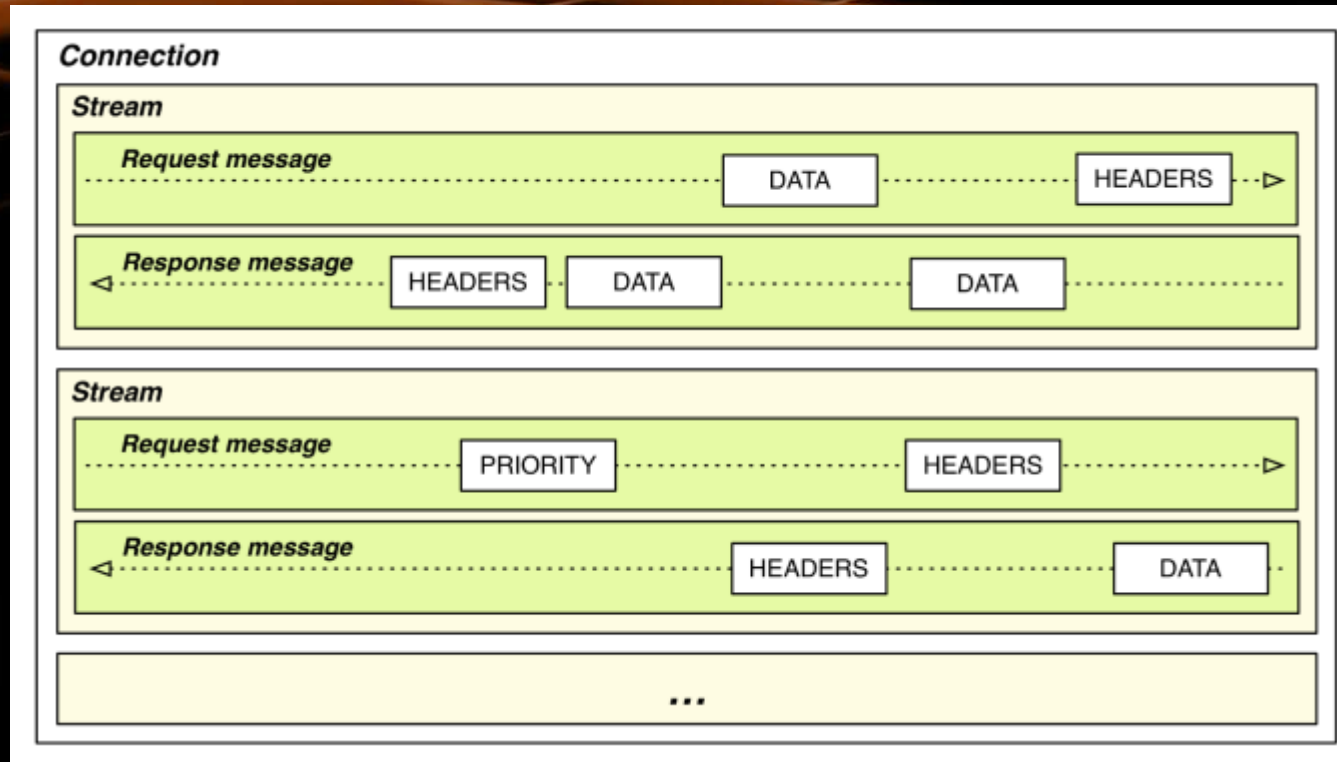 Connection
Stream
Request message
DATA
HEADERS
Response message
HEADERS
DATA
DATA
Stream
Request message
PRIORITY
HEADERS
Response message
HEADERS
DATA
...